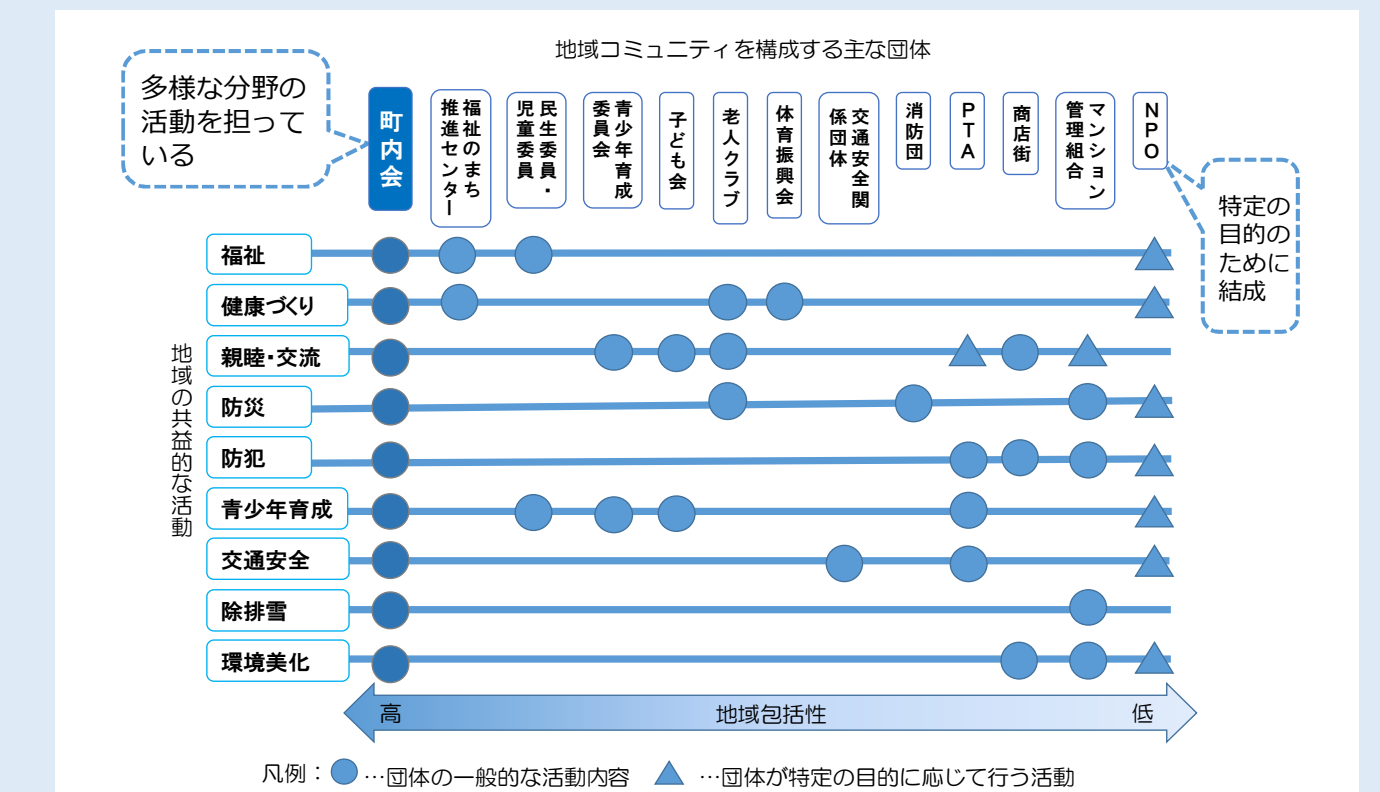 地域コミュニティを構成する主な団体
多様な分野の
活動を担って
いる
町内会
福祉のまち
推進センター
民生委員・
児童委員
青少年育成
委員会
子ども会
老人クラブ
体育振興会
交通安全関
係団体
消防団
PTA
商店街
マンション
管理組合
NPO
特定の
目的の
ために
結成
地域の共益的な活動
福祉
健康づくり
親睦・交流
防災
防犯
青少年育成
交通安全
除排雪
環境美化
高
地域包括性
低
凡例：
…団体の一般的な活動内容
…団体が特定の目的に応じて行う活動